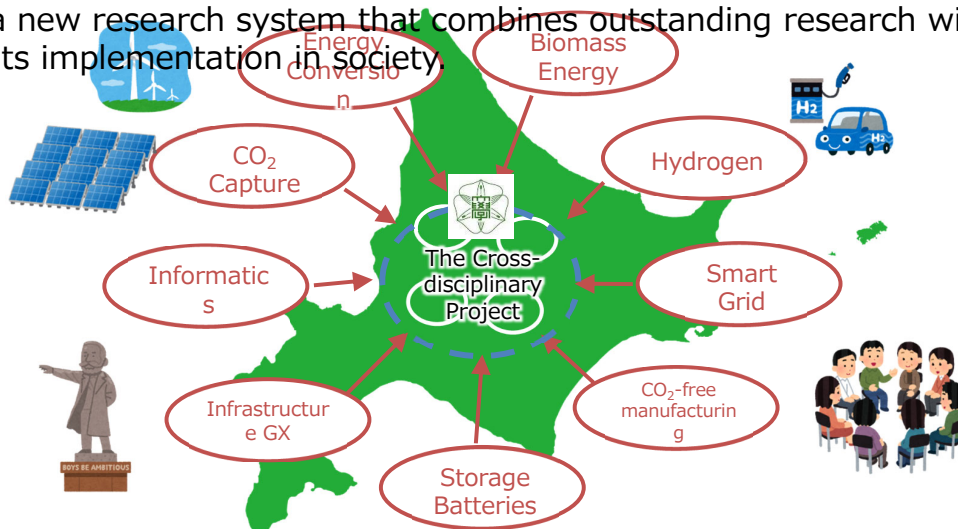 a new research system that combines outstanding research wi
ts implementation in society.
Energy
Conversio
n
Biomass
Energy
CO₂
Capture
Hydrogen
H2
The Cross-
disciplinary
Project
Informatic
s
Smart
Grid
Infrastructur
e GX
CO₂-free
manufacturin
g
Storage
Batteries
BOYS BE AMBITIOUS